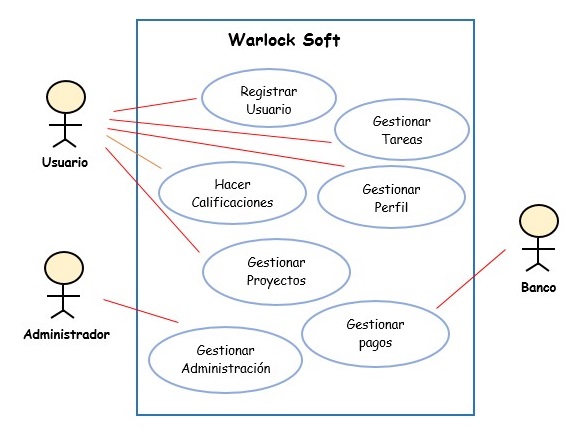 Warlock Soft
Registrar
Usuario
Gestionar
Tareas
Usuario
Hacer
Calificaciones
Gestionar
Perfil
Gestionar
Proyectos
Banco
Administrador
Gestionar
pagos
Gestionar
Administración